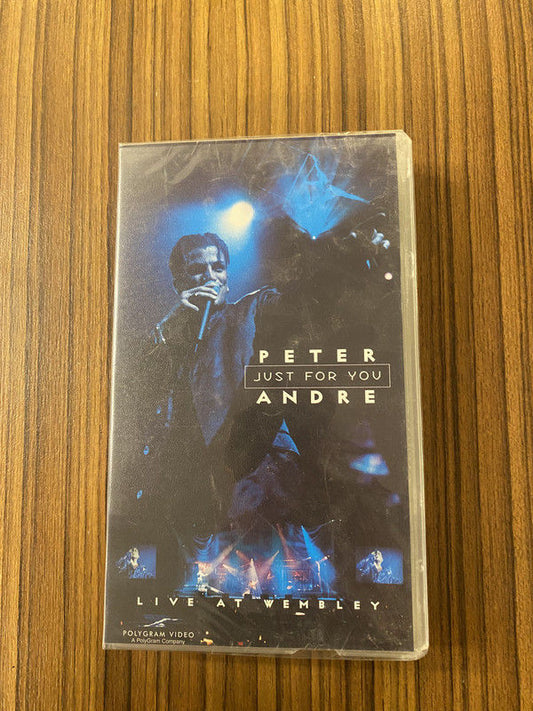 PETER
JUST FOR YOU
ANDRE
LIVE AT WEMBLEY
POLYGRAM VIDEO
A PolyGram Company